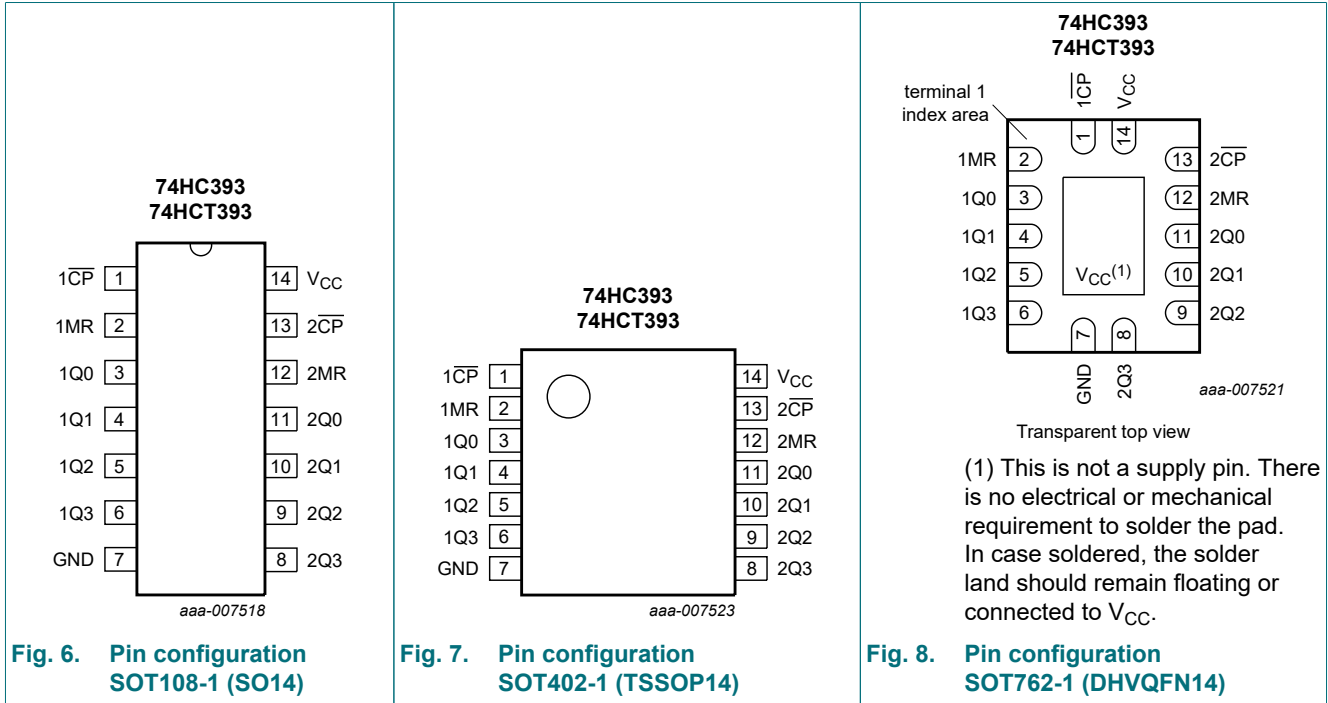 74HC393
74HCT393
1CP 1
1MR 2
1Q0 3
1Q1 4
1Q2 5
1Q3 6
GND 7
14 VCC
13 2CP
12 2MR
11 2Q0
10 2Q1
9 2Q2
8 2Q3
aaa-007518
Fig. 6. Pin configuration
SOT108-1 (SO14)
74HC393
74HCT393
1CP 1
1MR 2
1Q0 3
1Q1 4
1Q2 5
1Q3 6
GND 7
14 VCC
13 2CP
12 2MR
11 2Q0
10 2Q1
9 2Q2
8 2Q3
aaa-007523
Fig. 7. Pin configuration
SOT402-1 (TSSOP14)
74HC393
74HCT393
terminal 1
index area
1CP 1
VCC 14
1MR 2
1Q0 3
1Q1 4
1Q2 5
1Q3 6
13 2CP
12 2MR
11 2Q0
10 2Q1
9 2Q2
VCC(1)
7 GND
8 2Q3
aaa-007521
Transparent top view
(1) This is not a supply pin. There
is no electrical or mechanical
requirement to solder the pad.
In case soldered, the solder
land should remain floating or
connected to VCC.
Fig. 8. Pin configuration
SOT762-1 (DHVQFN14)